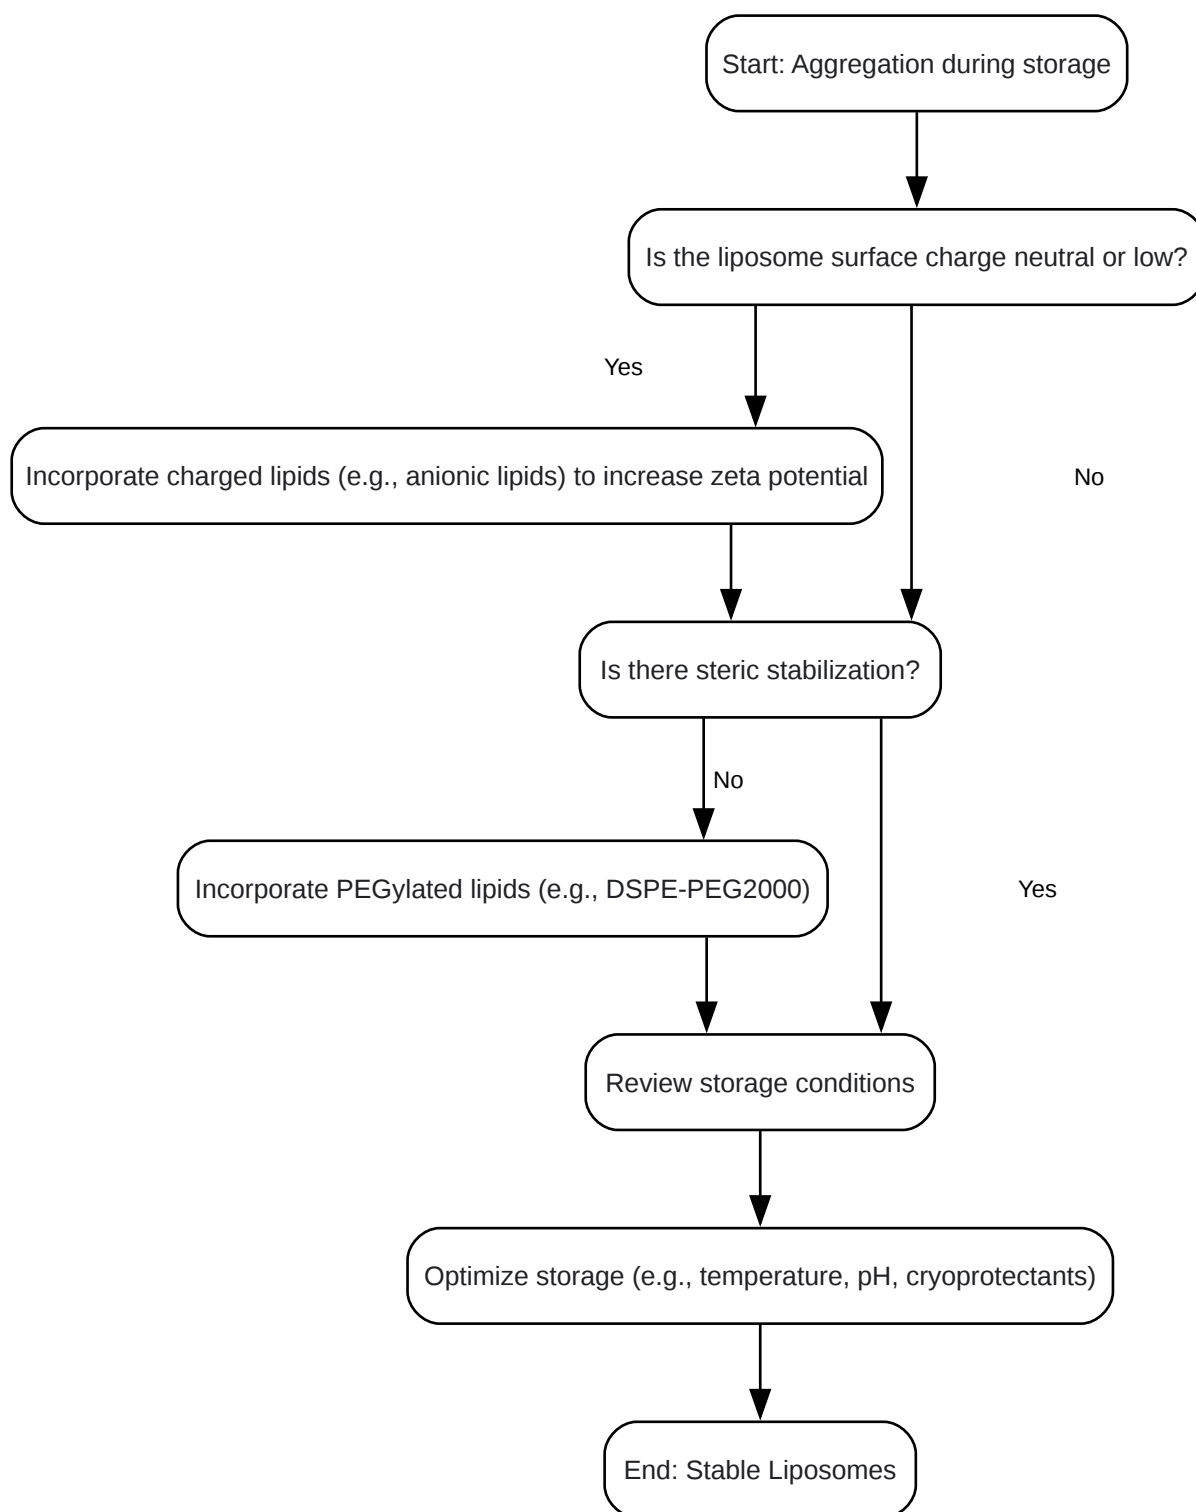 Start: Aggregation during storage
Is the liposome surface charge neutral or low?
Yes
Incorporate charged lipids (e.g., anionic lipids) to increase zeta potential
No
Is there steric stabilization?
No
Incorporate PEGylated lipids (e.g., DSPE-PEG2000)
Yes
Review storage conditions
Optimize storage (e.g., temperature, pH, cryoprotectants)
End: Stable Liposomes